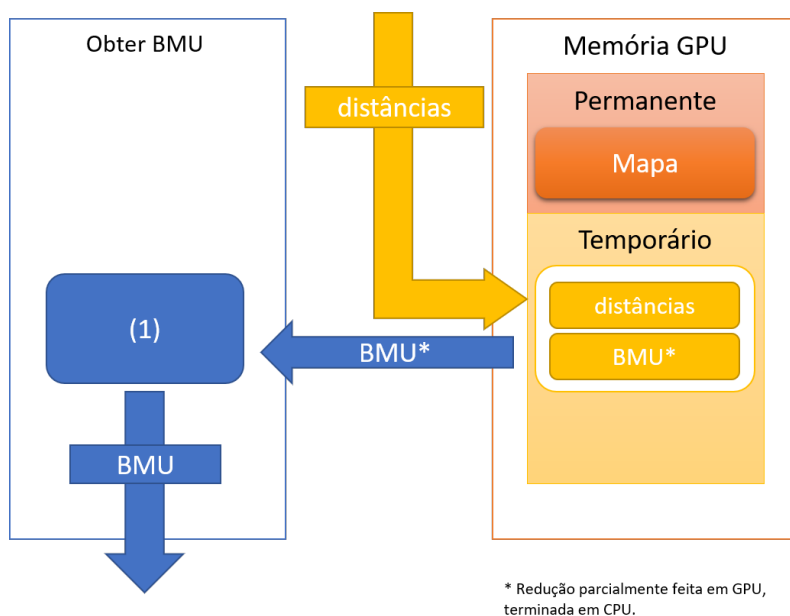 Obter BMU
distâncias
Memória GPU
Permanente
Mapa
Temporário
distâncias
BMU*
(1)
BMU*
BMU
* Redução parcialmente feita em GPU,
terminada em CPU.